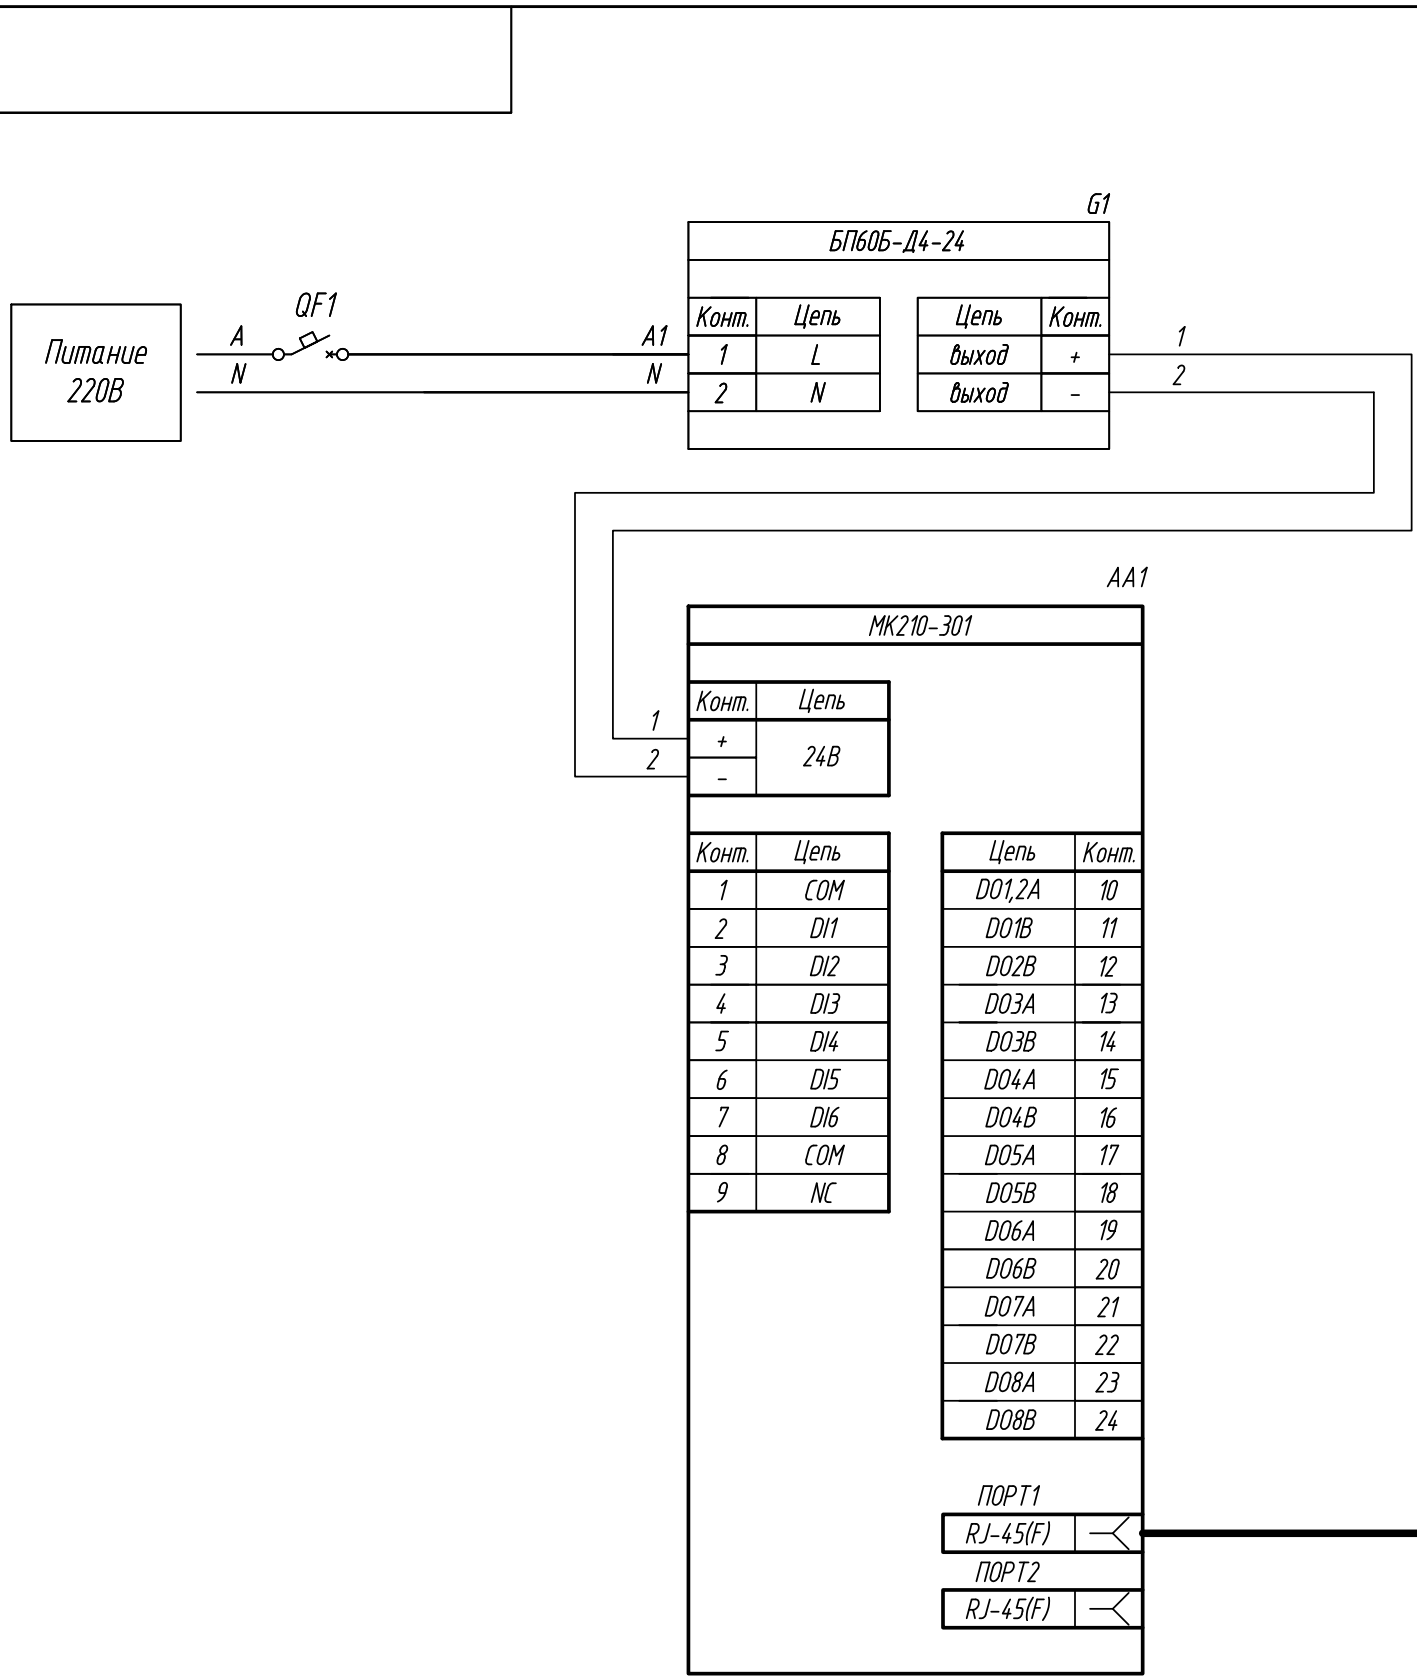 G1
БП60Б-Д4-24
Питание
220В
QF1
A
N
A1
N
Конт. Цепь
1 L
2 N
Цепь Конт.
выход +
выход -
1
2
AA1
МК210-301
Конт. Цепь
+ 24В
-
1
2
Конт. Цепь
1 COM
2 DI1
3 DI2
4 DI3
5 DI4
6 DI5
7 DI6
8 COM
9 NC
Цепь Конт.
DO1,2A 10
DO1B 11
DO2B 12
DO3A 13
DO3B 14
DO4A 15
DO4B 16
DO5A 17
DO5B 18
DO6A 19
DO6B 20
DO7A 21
DO7B 22
DO8A 23
DO8B 24
ПОРТ1
RJ-45(F)
ПОРТ2
RJ-45(F)